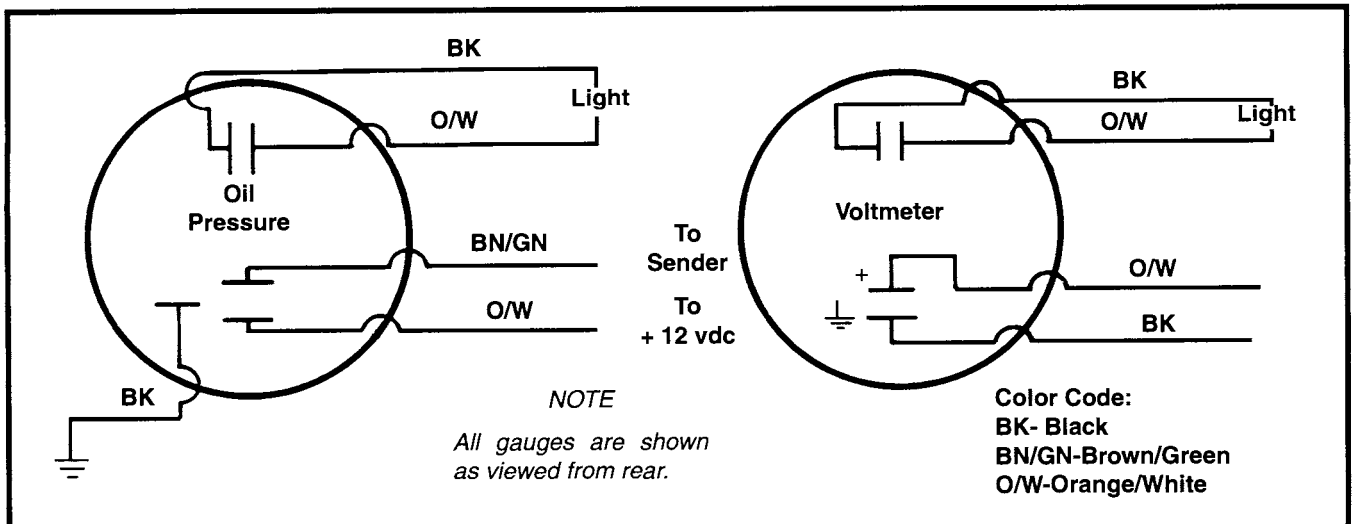 BK
Light
O/W
Oil
Pressure
BN/GN
O/W
BK
To
Sender
To
+ 12 vdc
BK
Light
O/W
Voltmeter
+
O/W
BK
NOTE
All gauges are shown
as viewed from rear.
Color Code:
BK- Black
BN/GN-Brown/Green
O/W-Orange/White